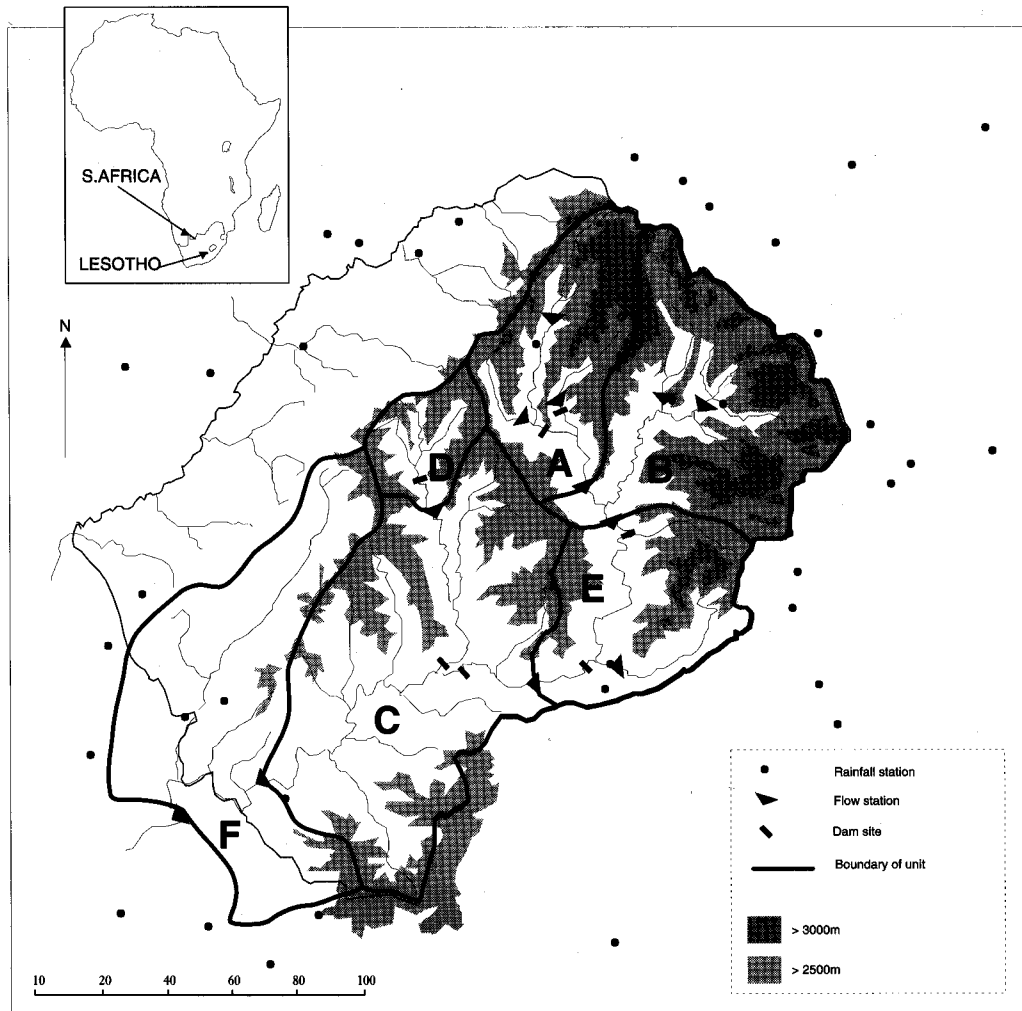 S.AFRICA
LESOTHO
N
D
A
B
E
C
F
Rainfall station
Flow station
Dam site
Boundary of unit
> 3000m
> 2500m
10 20 40 60 80 100